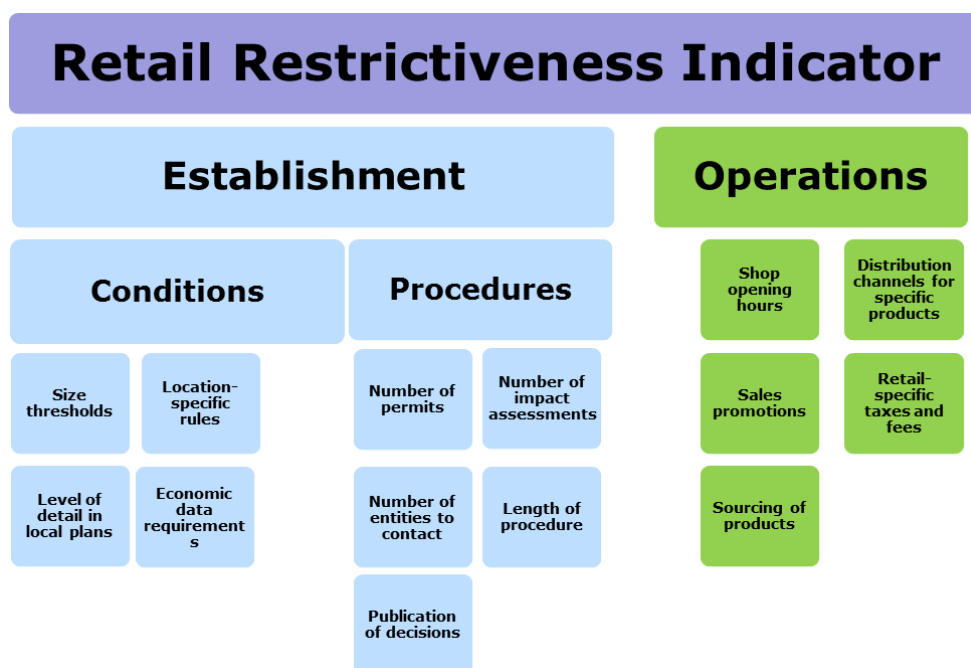 Retail Restrictiveness Indicator
Establishment
Operations
Conditions
Procedures
Size
thresholds
Location-
specific
rules
Level of
detail in
local plans
Economic
data
requirement
s
Number of
permits
Number of
impact
assessments
Number of
entities to
contact
Length of
procedure
Publication
of decisions
Shop
opening
hours
Distribution
channels for
specific
products
Sales
promotions
Retail-
specific
taxes and
fees
Sourcing of
products